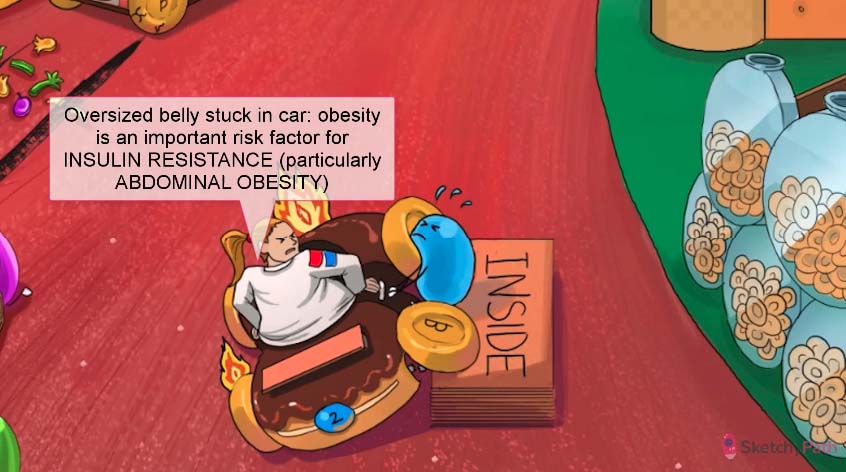 Oversized belly stuck in car: obesity
is an important risk factor for
INSULIN RESISTANCE (particularly
ABDOMINAL OBESITY)
INSIDE
B
2
SketchyPath